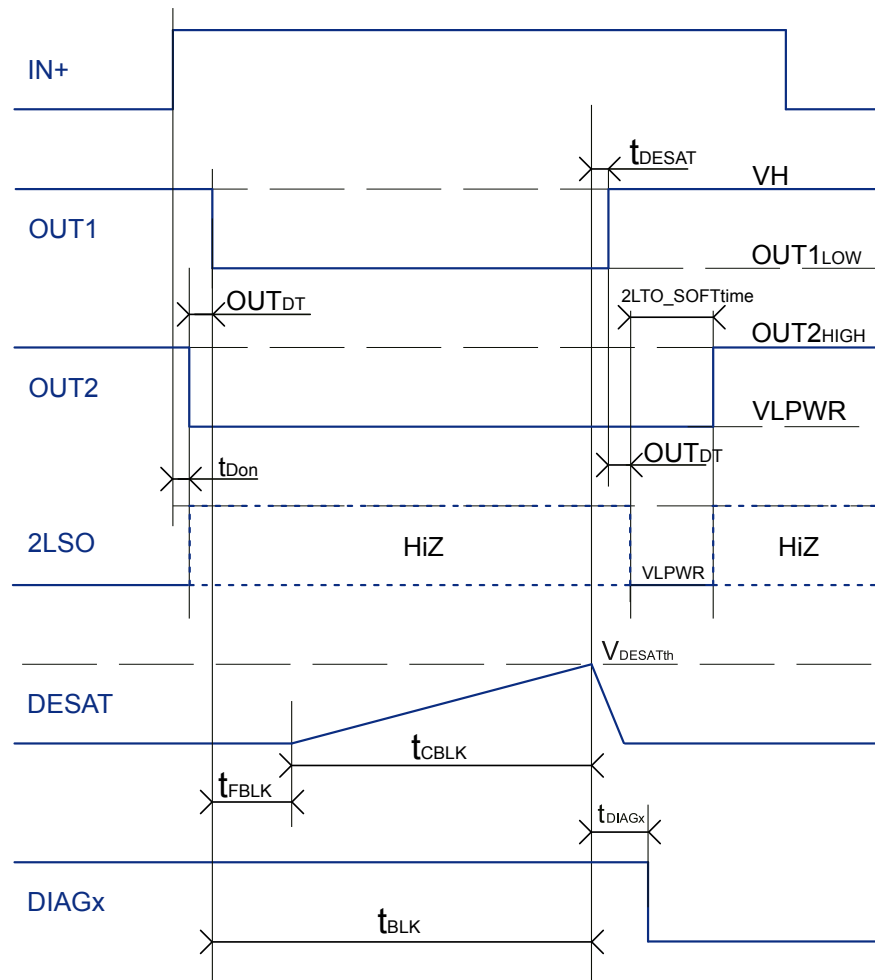 IN+
tDESAT
VH
OUT1
OUT1LOW
2LTO_SOFTtime
OUTDT
OUT2HIGH
OUT2
VLPWR
OUTDT
tDon
2LSO
HiZ
HiZ
VLPWR
VDESATth
DESAT
tCBLK
tFBLK
tDIAGx
DIAGx
tBLK